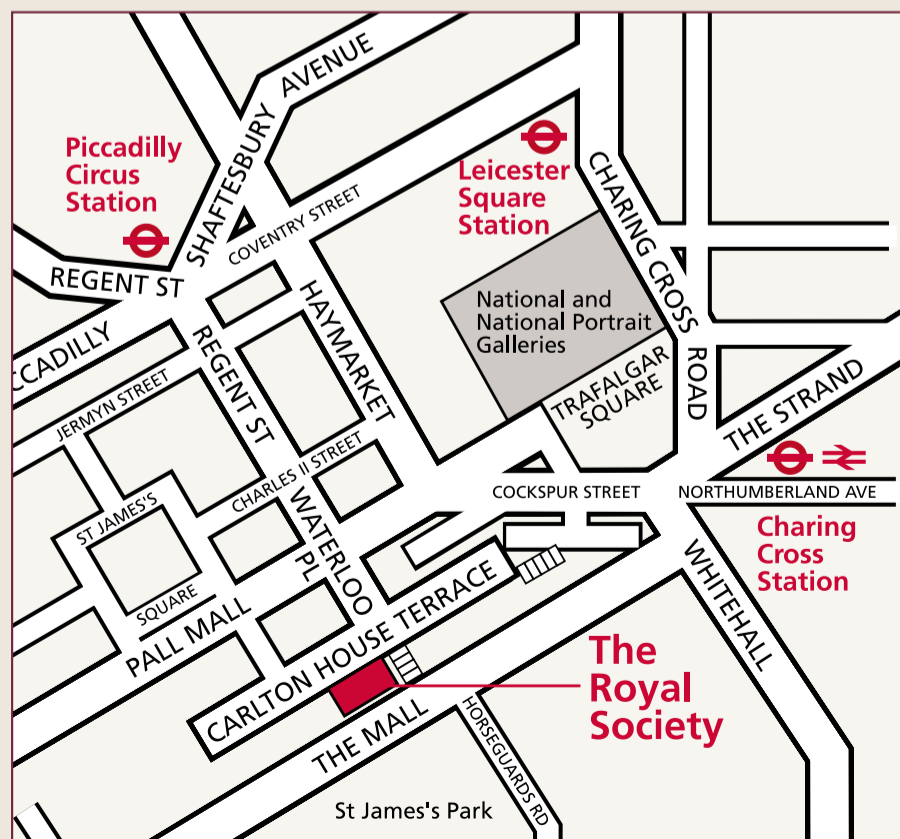 SHAFTESBURY AVENUE
Piccadilly
Circus
Station
Leicester
Square
Station
CHARING CROSS
ROAD
COVENTRY STREET
REGENT ST
HAYMARKET
National and
National Portrait
Galleries
CCADILLY
REGENT ST
TRAFALGAR
SQUARE
JERMYN STREET
THE STRAND
CHARLES II STREET
COCKSPUR STREET
NORTHUMBERLAND AVE
ST JAMES'S
SQUARE
WATERLOO
PL
Charing
Cross
Station
WHITEHALL
PALL MALL
CARLTON HOUSE TERRACE
The
Royal
Society
THE MALL
HORSEGUARDS RD
St James's Park